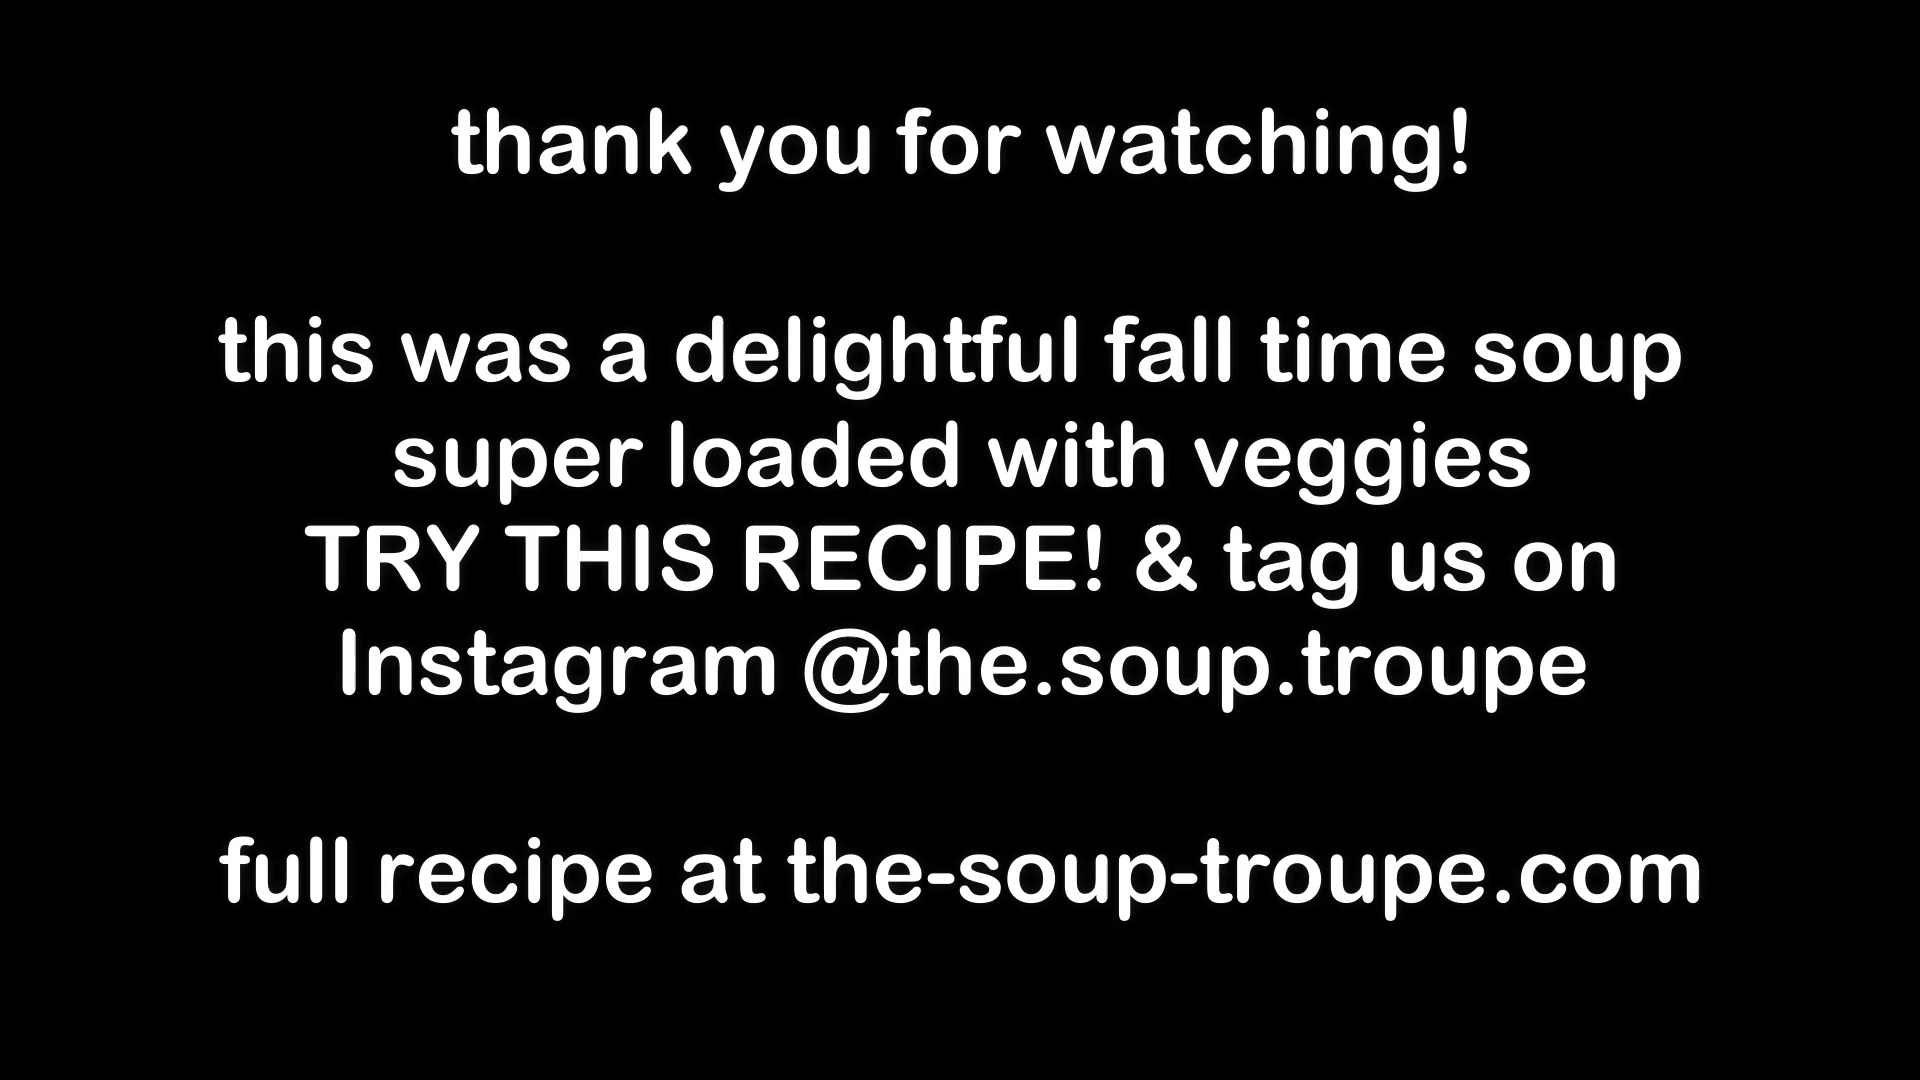 thank you for watching!
this was a delightful fall time soup
super loaded with veggies
TRY THIS RECIPE! & tag us on
Instagram @the.soup.troupe
full recipe at the-soup-troupe.com